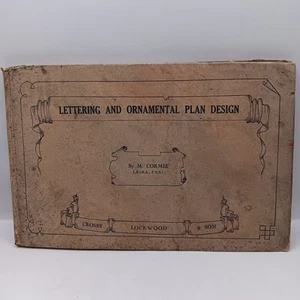 LETTERING AND ORNAMENTAL PLAN DESIGN
By M. CORMIE
CROSBY LOCKWOOD & SON